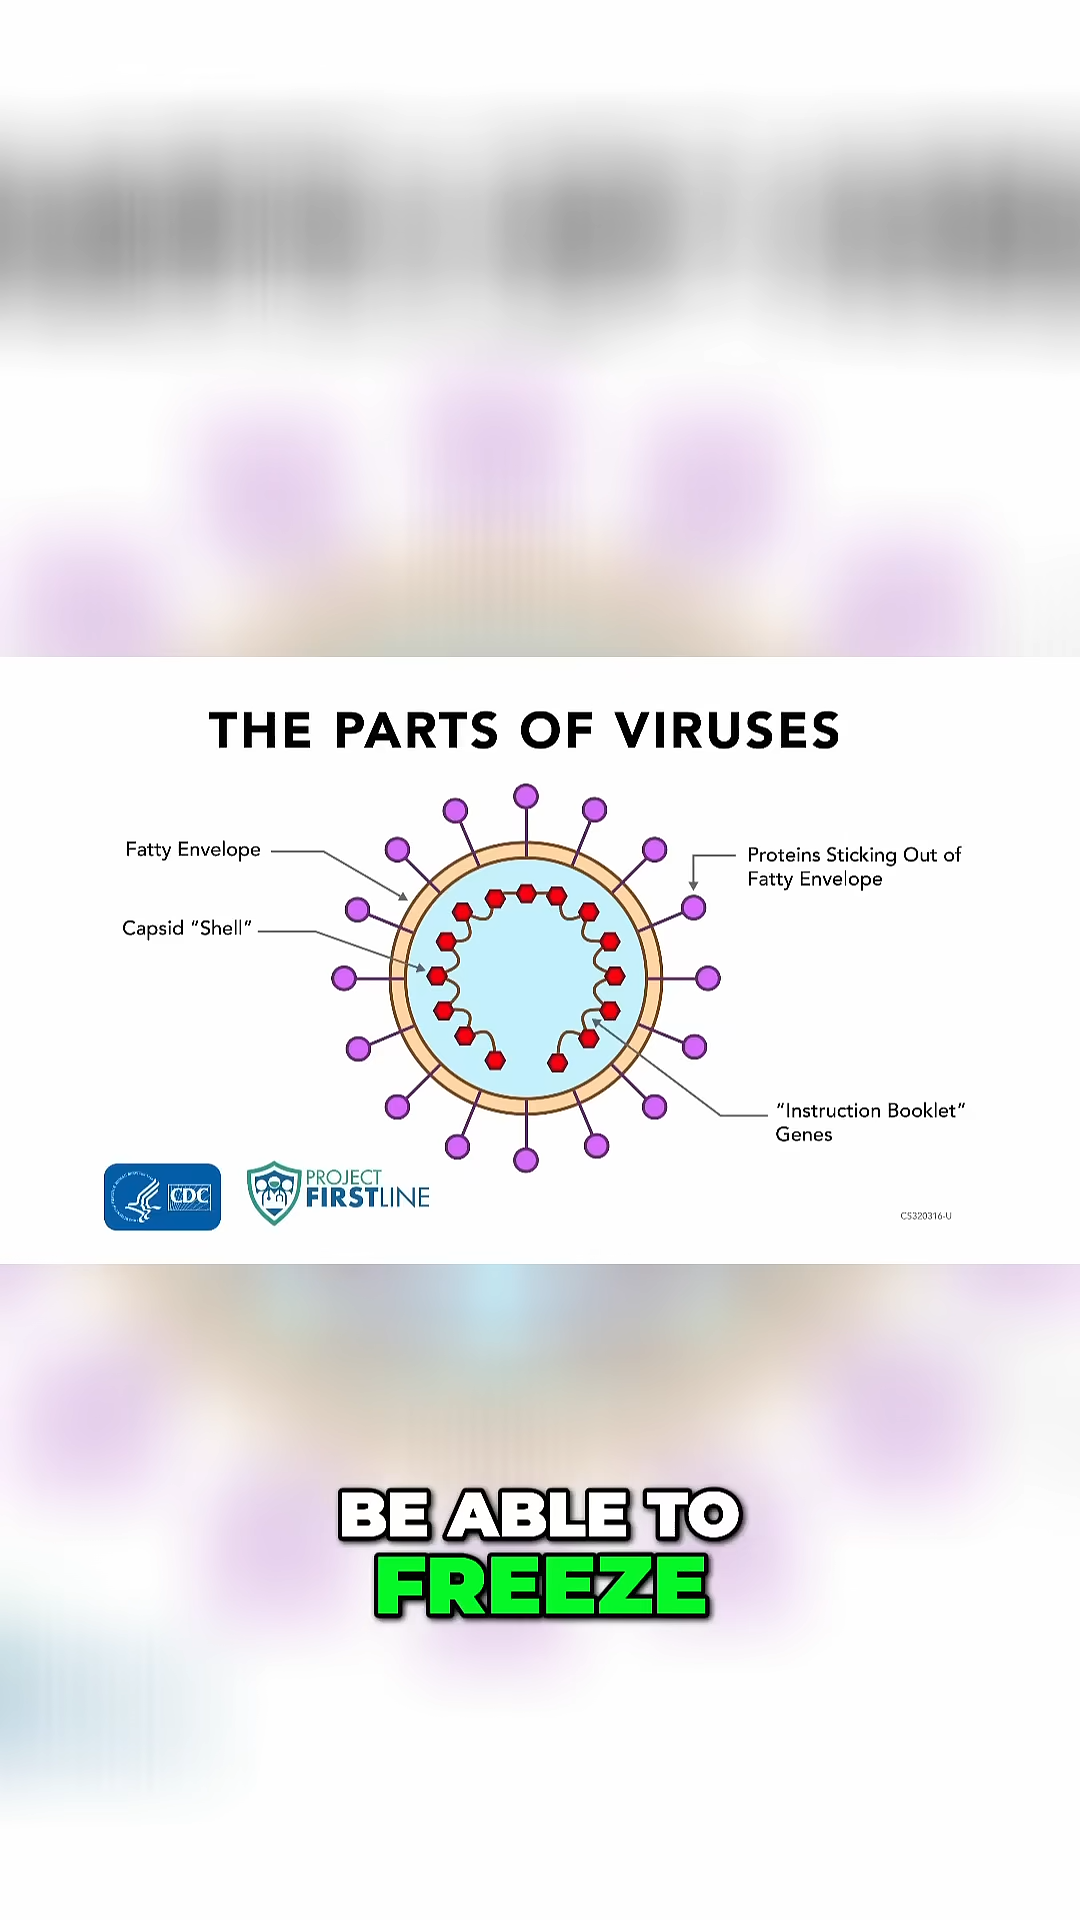 THE PARTS OF VIRUSES
Fatty Envelope
Capsid “Shell”
Proteins Sticking Out of
Fatty Envelope
“Instruction Booklet”
Genes
CDC
PROJECT
FIRSTLINE
CS320316-U
BE ABLE TO
FREEZE